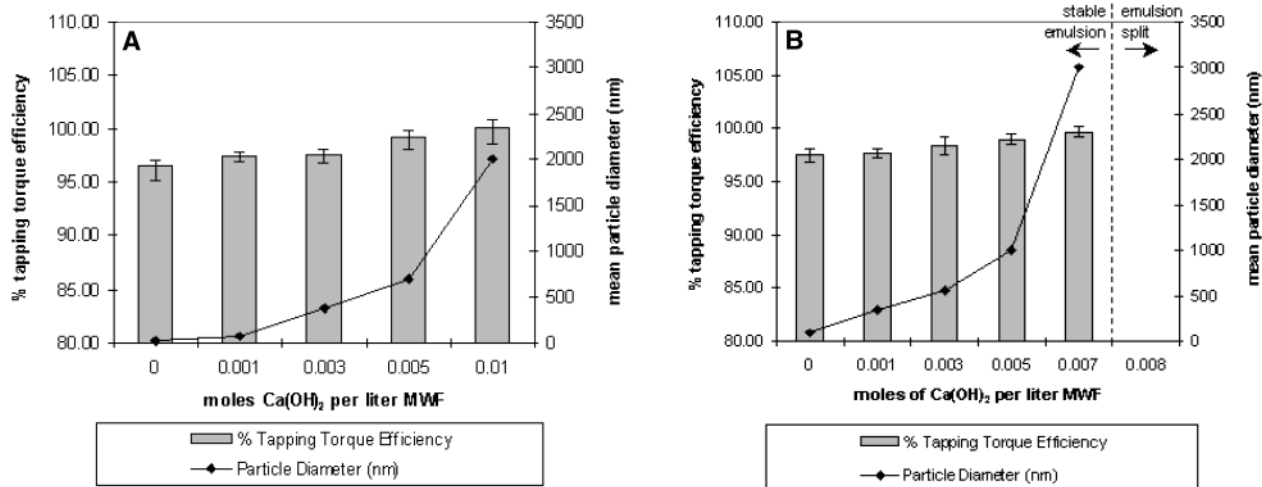 A
% tapping torque efficiency
110.00
105.00
100.00
95.00
90.00
85.00
80.00
3500
3000
2500
2000
1500
1000
500
0
mean particle diameter (nm)
0 0.001 0.003 0.005 0.01
moles Ca(OH)₂ per liter MWF
% Tapping Torque Efficiency
Particle Diameter (nm)
B
stable emulsion
emulsion split
% tapping torque efficiency
110.00
105.00
100.00
95.00
90.00
85.00
80.00
3500
3000
2500
2000
1500
1000
500
0
mean particle diameter (nm)
0 0.001 0.003 0.005 0.007 0.008
moles of Ca(OH)₂ per liter MWF
% Tapping Torque Efficiency
Particle Diameter (nm)